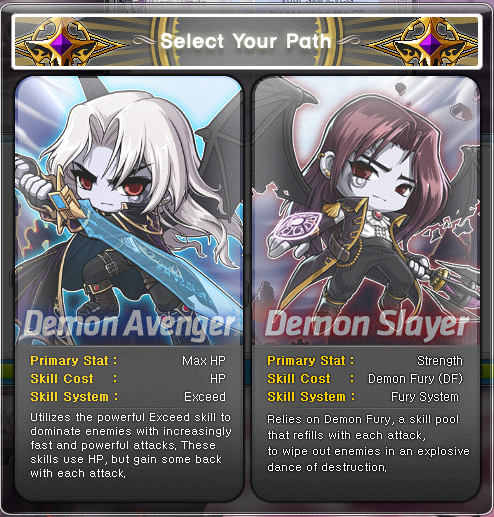 Select Your Path
Demon Avenger
Primary Stat : Max HP
Skill Cost : HP
Skill System : Exceed
Utilizes the powerful Exceed skill to
dominate enemies with increasingly
fast and powerful attacks. These
skills use HP, but gain some back
with each attack.
Demon Slayer
Primary Stat : Strength
Skill Cost : Demon Fury (DF)
Skill System : Fury System
Relies on Demon Fury, a skill pool
that refills with each attack,
to wipe out enemies in an explosive
dance of destruction.